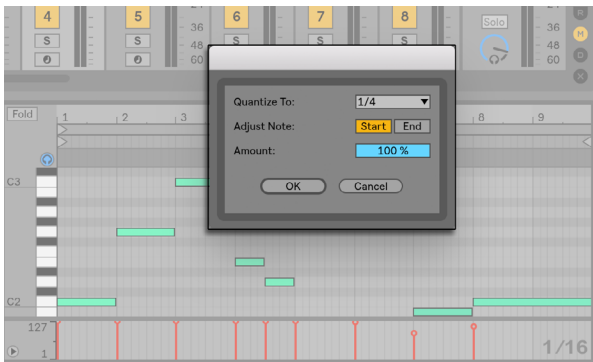 4 5 6 7 8
Solo
36 36
S S S S S
48 48
60 60
R
M
D
Quantize To: 1/4
Adjust Note: Start End
Amount: 100 %
OK Cancel
Fold
1 2 3 8 9
C3
C2
127
1
1/16